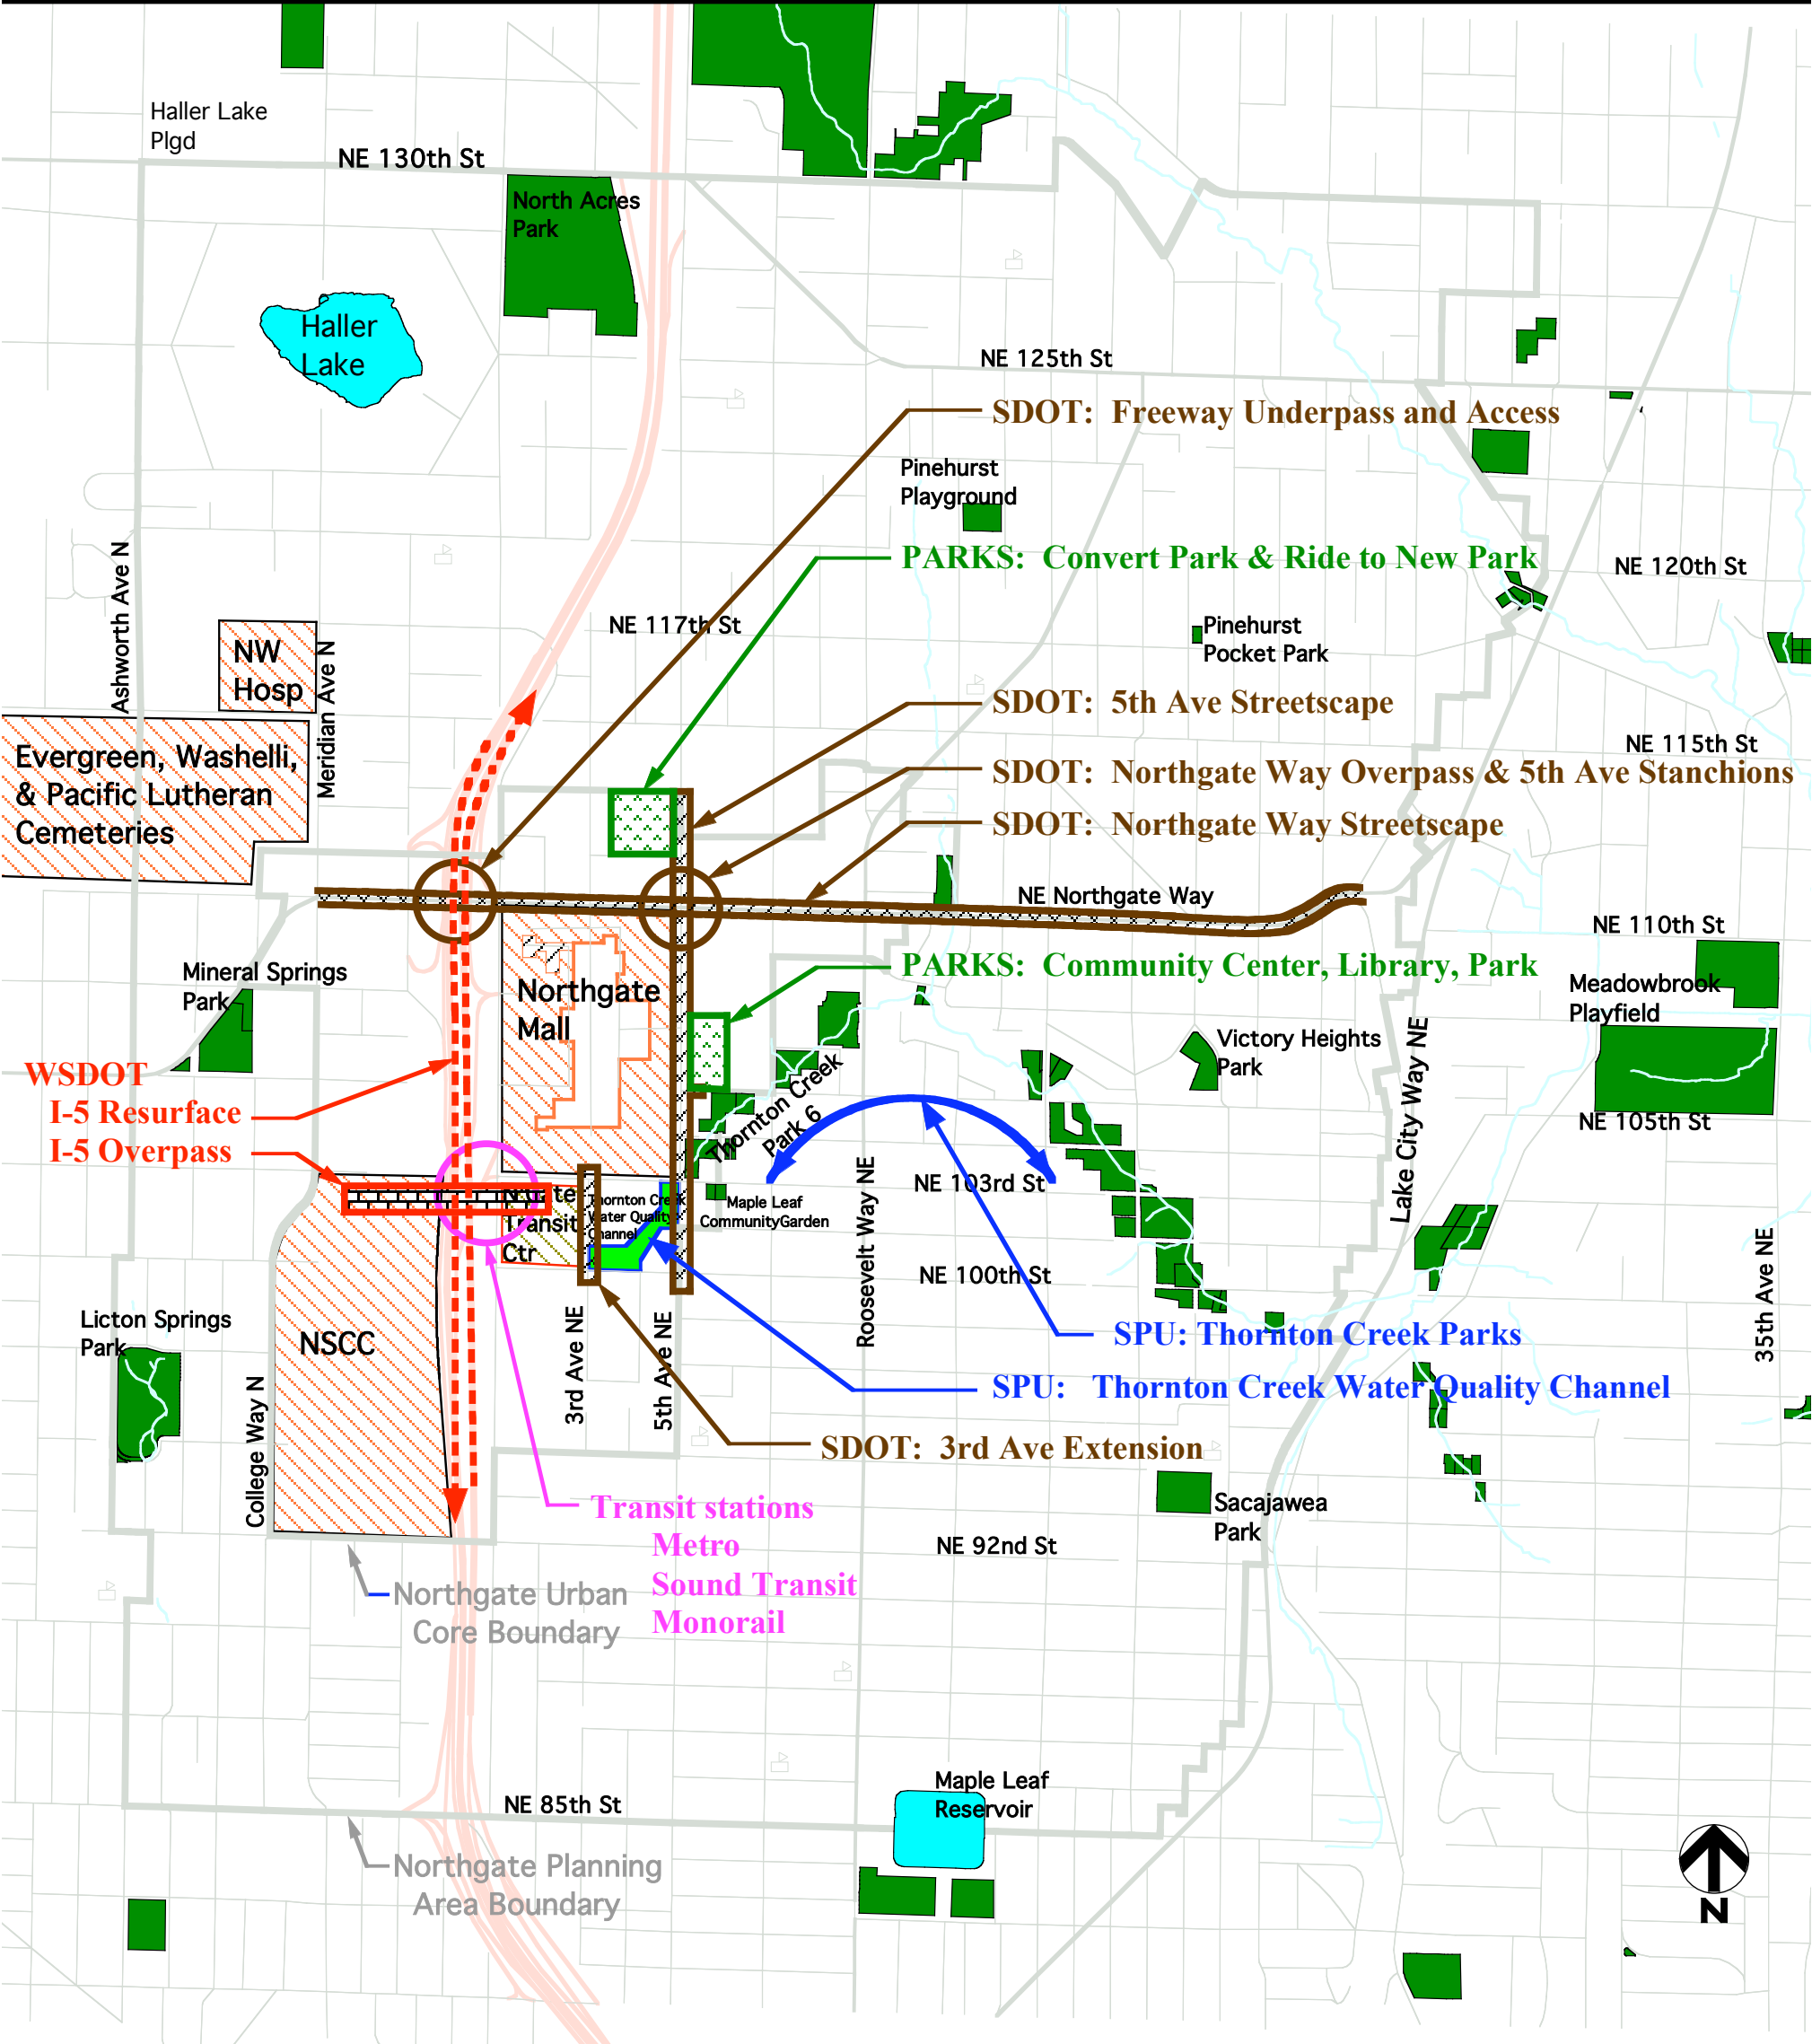 Haller Lake
Plgd
NE 130th St
North Acres
Park
Haller
Lake
NE 125th St
SDOT: Freeway Underpass and Access
Pinehurst
Playground
PARKS: Convert Park & Ride to New Park
NE 120th St
Ashworth Ave N
NE 117th St
Pinehurst
Pocket Park
NW
Hosp
Meridian Ave N
SDOT: 5th Ave Streetscape
NE 115th St
Evergreen, Washelli,
& Pacific Lutheran
Cemeteries
SDOT: Northgate Way Overpass & 5th Ave Stanchions
SDOT: Northgate Way Streetscape
NE Northgate Way
NE 110th St
PARKS: Community Center, Library, Park
Mineral Springs
Park
Northgate
Mall
Meadowbrook
Playfield
Victory Heights
Park
WSDOT
I-5 Resurface
I-5 Overpass
Thornton Creek
Park 6
Lake City Way NE
NE 105th St
NE 103rd St
N'Gate
Transit
Ctr
Thornton Creek
Water Quality
Channel
Maple Leaf
CommunityGarden
Roosevelt Way NE
NE 100th St
35th Ave NE
Licton Springs
Park
NSCC
3rd Ave NE
5th Ave NE
SPU: Thornton Creek Parks
SPU: Thornton Creek Water Quality Channel
College Way N
SDOT: 3rd Ave Extension
Transit stations
Metro
Sound Transit
Monorail
Sacajawea
Park
NE 92nd St
Northgate Urban
Core Boundary
Maple Leaf
Reservoir
NE 85th St
Northgate Planning
Area Boundary
N